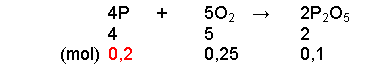 4P + 5O₂ → 2P₂O₅
4 5 2
(mol) 0,2 0,25 0,1